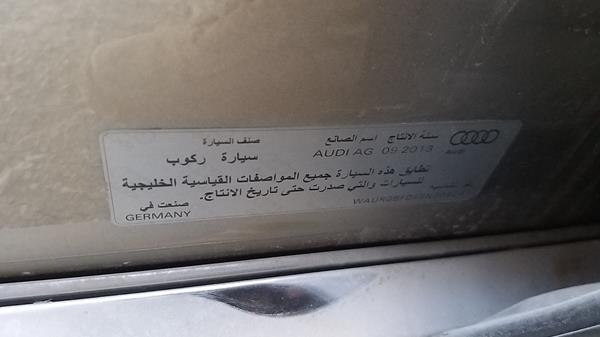 سنة الانتاج اسم الصانع صنف السيارة
AUDI AG 09.2013 سيارة ركوب
Audi
تطابق هذه السيارة جميع المواصفات القياسية الخليجية
للسيارات والتي صدرت حتى تاريخ الانتاج.
صنعت في
GERMANY